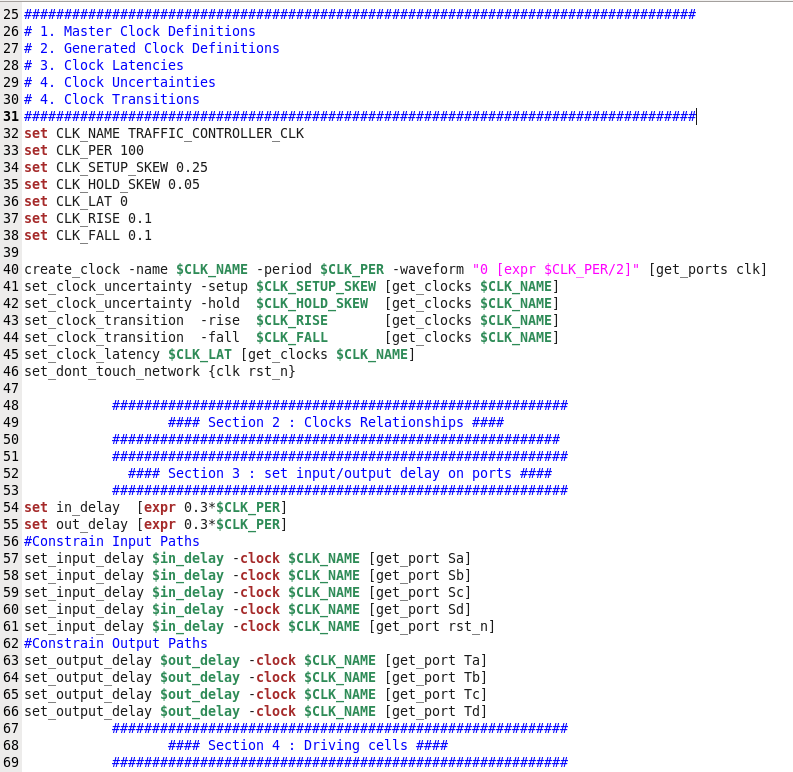 25 ####################################################################################
26 # 1. Master Clock Definitions
27 # 2. Generated Clock Definitions
28 # 3. Clock Latencies
29 # 4. Clock Uncertainties
30 # 4. Clock Transitions
31 ####################################################################################
32 set CLK_NAME TRAFFIC_CONTROLLER_CLK
33 set CLK_PER 100
34 set CLK_SETUP_SKEW 0.25
35 set CLK_HOLD_SKEW 0.05
36 set CLK_LAT 0
37 set CLK_RISE 0.1
38 set CLK_FALL 0.1
39
40 create_clock -name $CLK_NAME -period $CLK_PER -waveform "0 [expr $CLK_PER/2]" [get_ports clk]
41 set_clock_uncertainty -setup $CLK_SETUP_SKEW [get_clocks $CLK_NAME]
42 set_clock_uncertainty -hold  $CLK_HOLD_SKEW  [get_clocks $CLK_NAME]
43 set_clock_transition  -rise  $CLK_RISE       [get_clocks $CLK_NAME]
44 set_clock_transition  -fall  $CLK_FALL       [get_clocks $CLK_NAME]
45 set_clock_latency $CLK_LAT [get_clocks $CLK_NAME]
46 set_dont_touch_network {clk rst_n}
47
48            #########################################################
49                   #### Section 2 : Clocks Relationships ####
50            ########################################################
51            #########################################################
52              #### Section 3 : set input/output delay on ports ####
53            #########################################################
54 set in_delay  [expr 0.3*$CLK_PER]
55 set out_delay [expr 0.3*$CLK_PER]
56 #Constrain Input Paths
57 set_input_delay $in_delay -clock $CLK_NAME [get_port Sa]
58 set_input_delay $in_delay -clock $CLK_NAME [get_port Sb]
59 set_input_delay $in_delay -clock $CLK_NAME [get_port Sc]
60 set_input_delay $in_delay -clock $CLK_NAME [get_port Sd]
61 set_input_delay $in_delay -clock $CLK_NAME [get_port rst_n]
62 #Constrain Output Paths
63 set_output_delay $out_delay -clock $CLK_NAME [get_port Ta]
64 set_output_delay $out_delay -clock $CLK_NAME [get_port Tb]
65 set_output_delay $out_delay -clock $CLK_NAME [get_port Tc]
66 set_output_delay $out_delay -clock $CLK_NAME [get_port Td]
67            #########################################################
68                   #### Section 4 : Driving cells ####
69            #########################################################